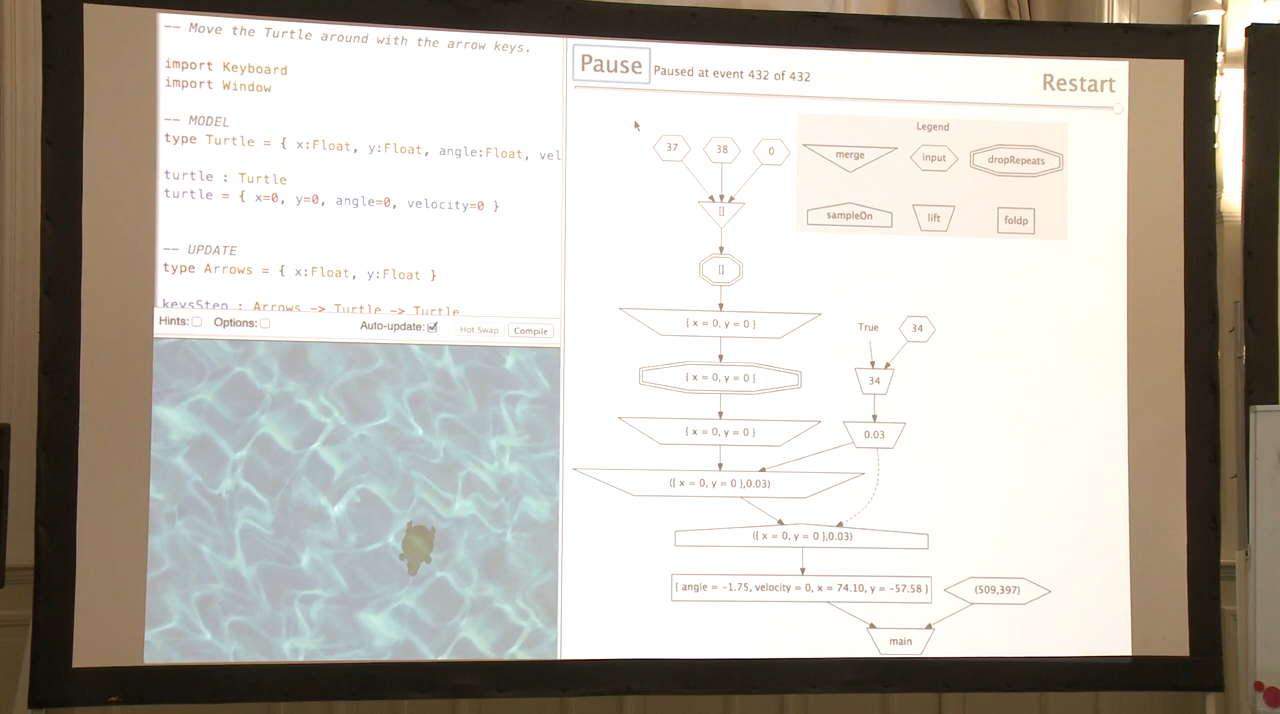 -- Move the Turtle around with the arrow keys.
import Keyboard
import Window
-- MODEL
type Turtle = { x:Float, y:Float, angle:Float, vel
turtle : Turtle
turtle = { x=0, y=0, angle=0, velocity=0 }
-- UPDATE
type Arrows = { x:Float, y:Float }
keysStep : Arrows -> Turtle -> Turtle
Hints: Options: Auto-update: Hot Swap Compile
Pause Paused at event 432 of 432 Restart
37 38 0
[]
[]
{ x = 0, y = 0 }
{ x = 0, y = 0 }
{ x = 0, y = 0 }
True 34
34
0.03
({ x = 0, y = 0 },0.03)
({ x = 0, y = 0 },0.03)
{ angle = -1.75, velocity = 0, x = 74.10, y = -57.58 } (509,397)
main
Legend
merge input dropRepeats
sampleOn lift foldp